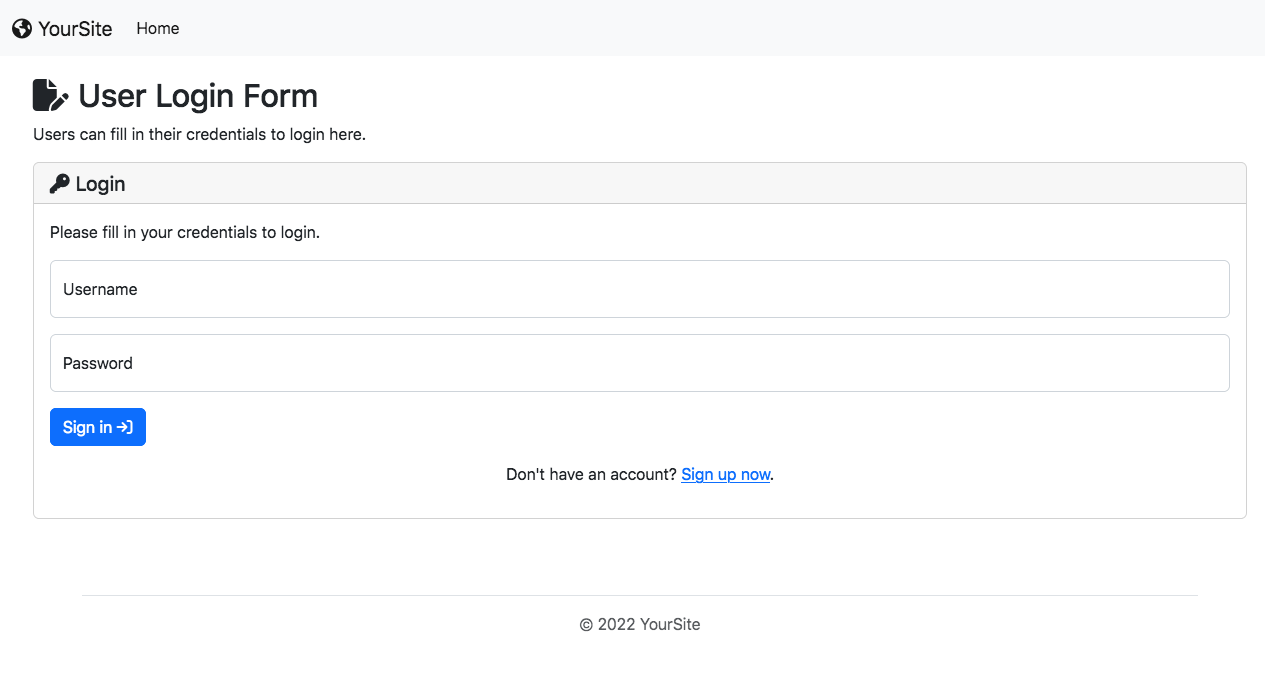 YourSite Home
User Login Form
Users can fill in their credentials to login here.
Login
Please fill in your credentials to login.
Username
Password
Sign in
Don't have an account? Sign up now.
© 2022 YourSite